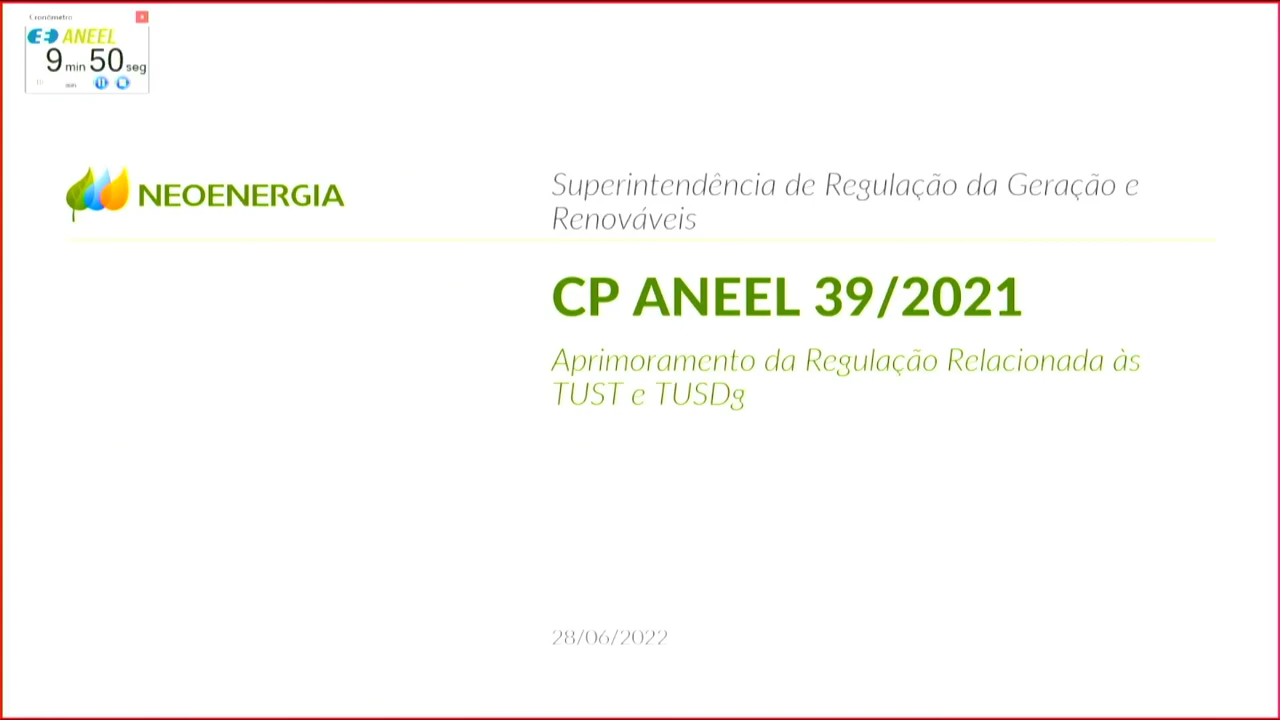 Cronômetro
ANEEL
9 min 50 seg
min
NEOENERGIA
Superintendência de Regulação da Geração e
Renováveis
CP ANEEL 39/2021
Aprimoramento da Regulação Relacionada às
TUST e TUSDg
28/06/2022